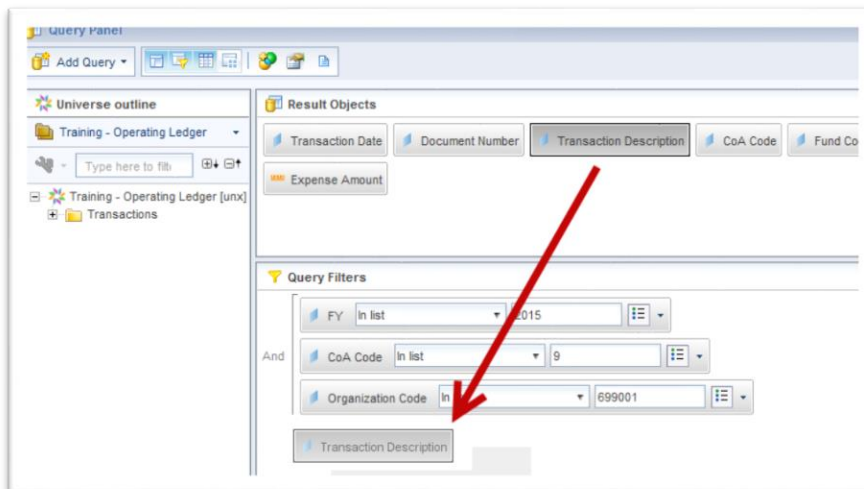 Query Panel
Add Query
Universe outline
Result Objects
Training - Operating Ledger
Transaction Date
Document Number
Transaction Description
CoA Code
Fund Co
Type here to filt
Expense Amount
Training - Operating Ledger [unx]
Transactions
Query Filters
FY In list 2015
And
CoA Code In list 9
Organization Code In 699001
Transaction Description